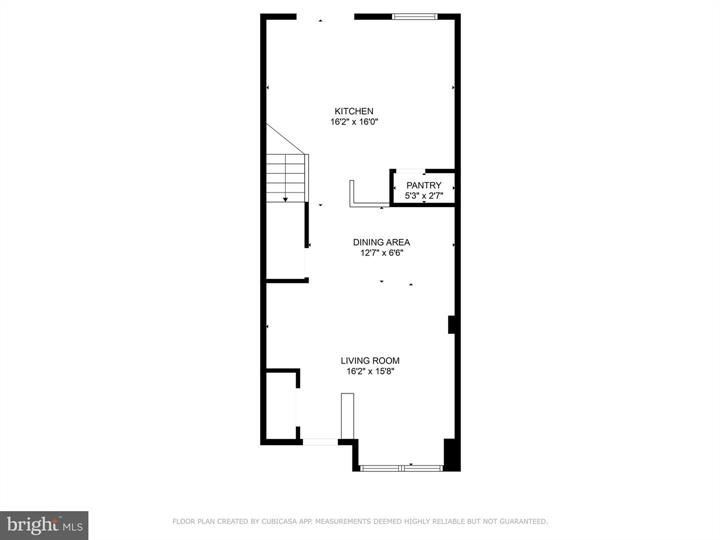 KITCHEN
16'2" x 16'0"
PANTRY
5'3" x 2'7"
DINING AREA
12'7" x 6'6"
LIVING ROOM
16'2" x 15'8"
bright MLS
FLOOR PLAN CREATED BY CUBICASA APP. MEASUREMENTS DEEMED HIGHLY RELIABLE BUT NOT GUARANTEED.